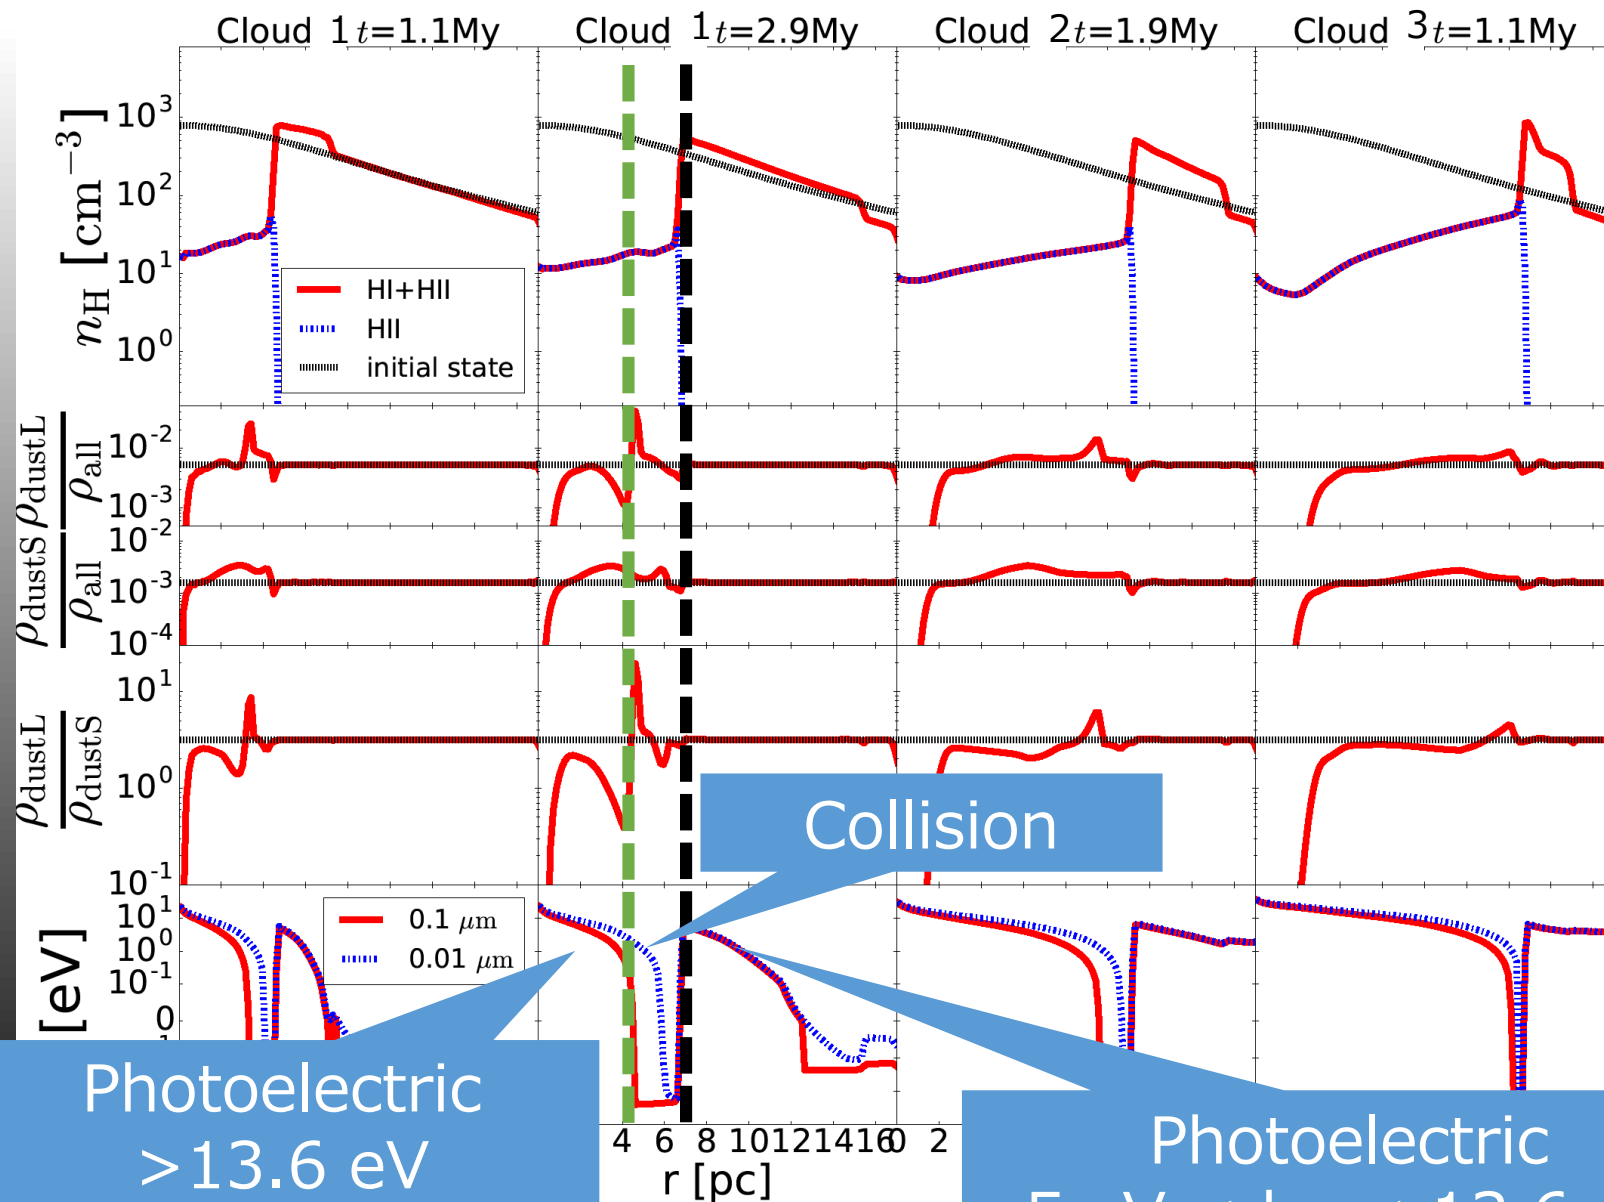 Cloud 1 t=1.1My
Cloud 1 t=2.9My
Cloud 2 t=1.9My
Cloud 3 t=1.1My
n_H [cm^{-3}]
10^3
10^2
10^1
10^0
HI+HII
HII
initial state
ρ_dustL
ρ_all
10^{-2}
10^{-3}
ρ_dustS
ρ_all
10^{-2}
10^{-3}
10^{-4}
ρ_dustL
ρ_dustS
10^1
10^0
10^{-1}
Collision
[eV]
10^1
10^0
10^{-1}
0
0.1 μm
0.01 μm
Photoelectric
>13.6 eV
4 6 8 10 12 14 16 0 2
r [pc]
Photoelectric